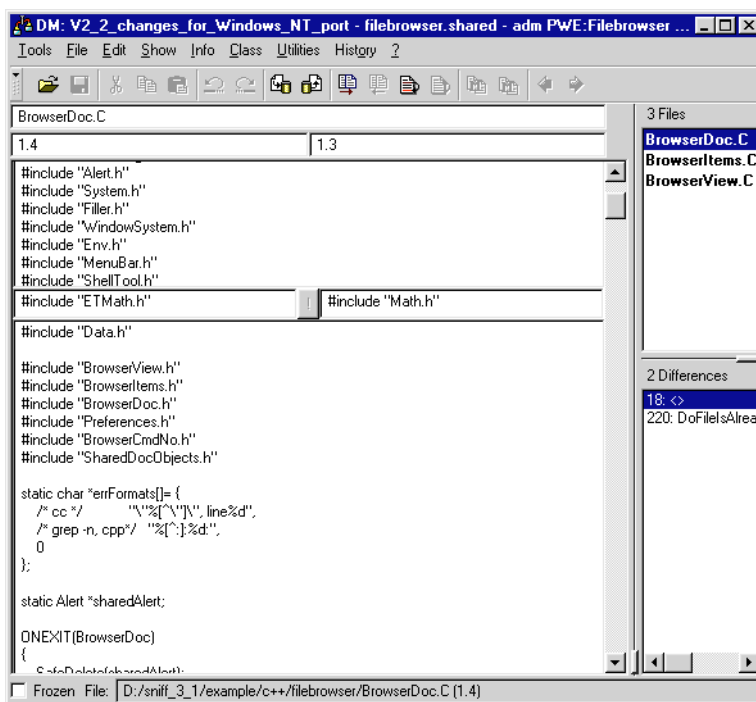 DM: V2_2_changes_for_Windows_NT_port - filebrowser.shared - adm PWE:Filebrowser ...
Tools File Edit Show Info Class Utilities History ?
BrowserDoc.C
1.4 1.3
#include "Alert.h"
#include "System.h"
#include "Filler.h"
#include "WindowSystem.h"
#include "Env.h"
#include "MenuBar.h"
#include "ShellTool.h"
#include "ETMath.h" ! #include "Math.h"
#include "Data.h"
#include "BrowserView.h"
#include "BrowserItems.h"
#include "BrowserDoc.h"
#include "Preferences.h"
#include "BrowserCmdNo.h"
#include "SharedDocObjects.h"
static char *errFormats[]= {
/* cc */ "\"%[^\"]\", line%d",
/* grep -n, cpp*/ "%[^:]:%d:",
0
};
static Alert *sharedAlert;
ONEXIT(BrowserDoc)
{
SafeDelete(sharedAlert);
3 Files
BrowserDoc.C
BrowserItems.C
BrowserView.C
2 Differences
18: <>
220: DoFileIsAlrea
Frozen File: D:/sniff_3_1/example/c++/filebrowser/BrowserDoc.C (1.4)